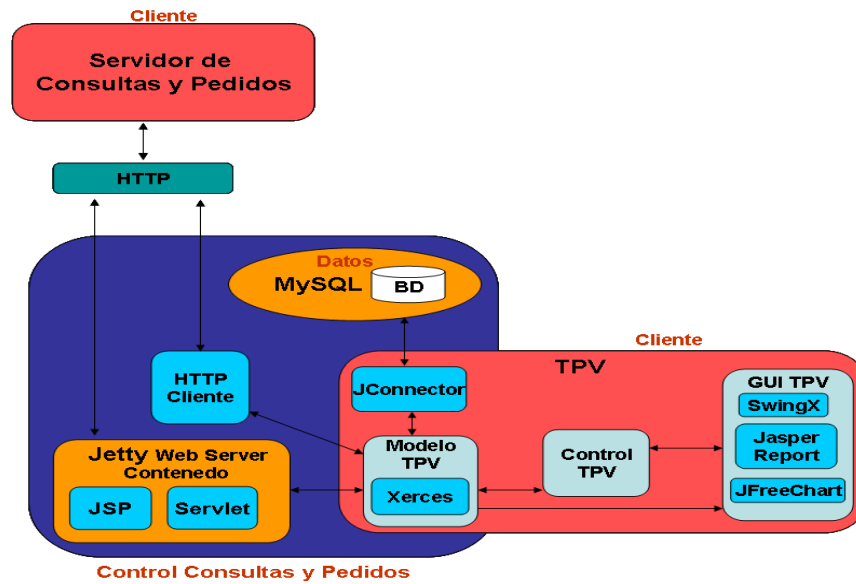 Cliente
Servidor de
Consultas y Pedidos
HTTP
Datos
MySQL
BD
Cliente
TPV
HTTP
Cliente
JConnector
GUI TPV
SwingX
Jasper
Report
JFreeChart
Modelo
TPV
Xerces
Control
TPV
Jetty Web Server
Contenedo
JSP
Servlet
Control Consultas y Pedidos